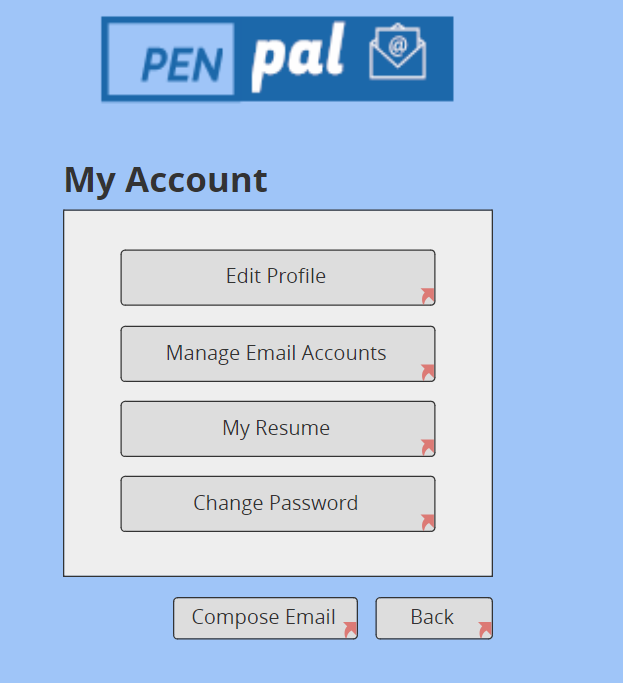 PEN pal @
My Account
Edit Profile
Manage Email Accounts
My Resume
Change Password
Compose Email Back